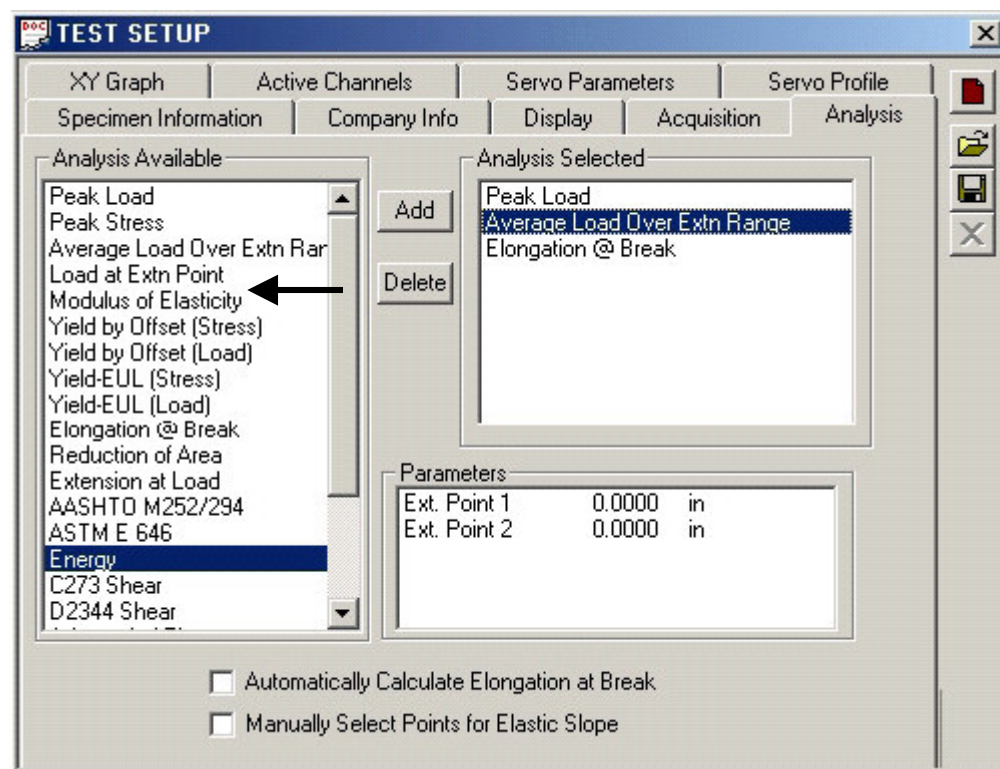 DOC
TEST SETUP
XY Graph
Active Channels
Servo Parameters
Servo Profile
Specimen Information
Company Info
Display
Acquisition
Analysis
Analysis Available
Peak Load
Peak Stress
Average Load Over Extn Ran
Load at Extn Point
Modulus of Elasticity
Yield by Offset (Stress)
Yield by Offset (Load)
Yield-EUL (Stress)
Yield-EUL (Load)
Elongation @ Break
Reduction of Area
Extension at Load
AASHTO M252/294
ASTM E 646
Energy
C273 Shear
D2344 Shear
Add
Delete
Analysis Selected
Peak Load
Average Load Over Extn Range
Elongation @ Break
Parameters
Ext. Point 1 0.0000 in
Ext. Point 2 0.0000 in
Automatically Calculate Elongation at Break
Manually Select Points for Elastic Slope